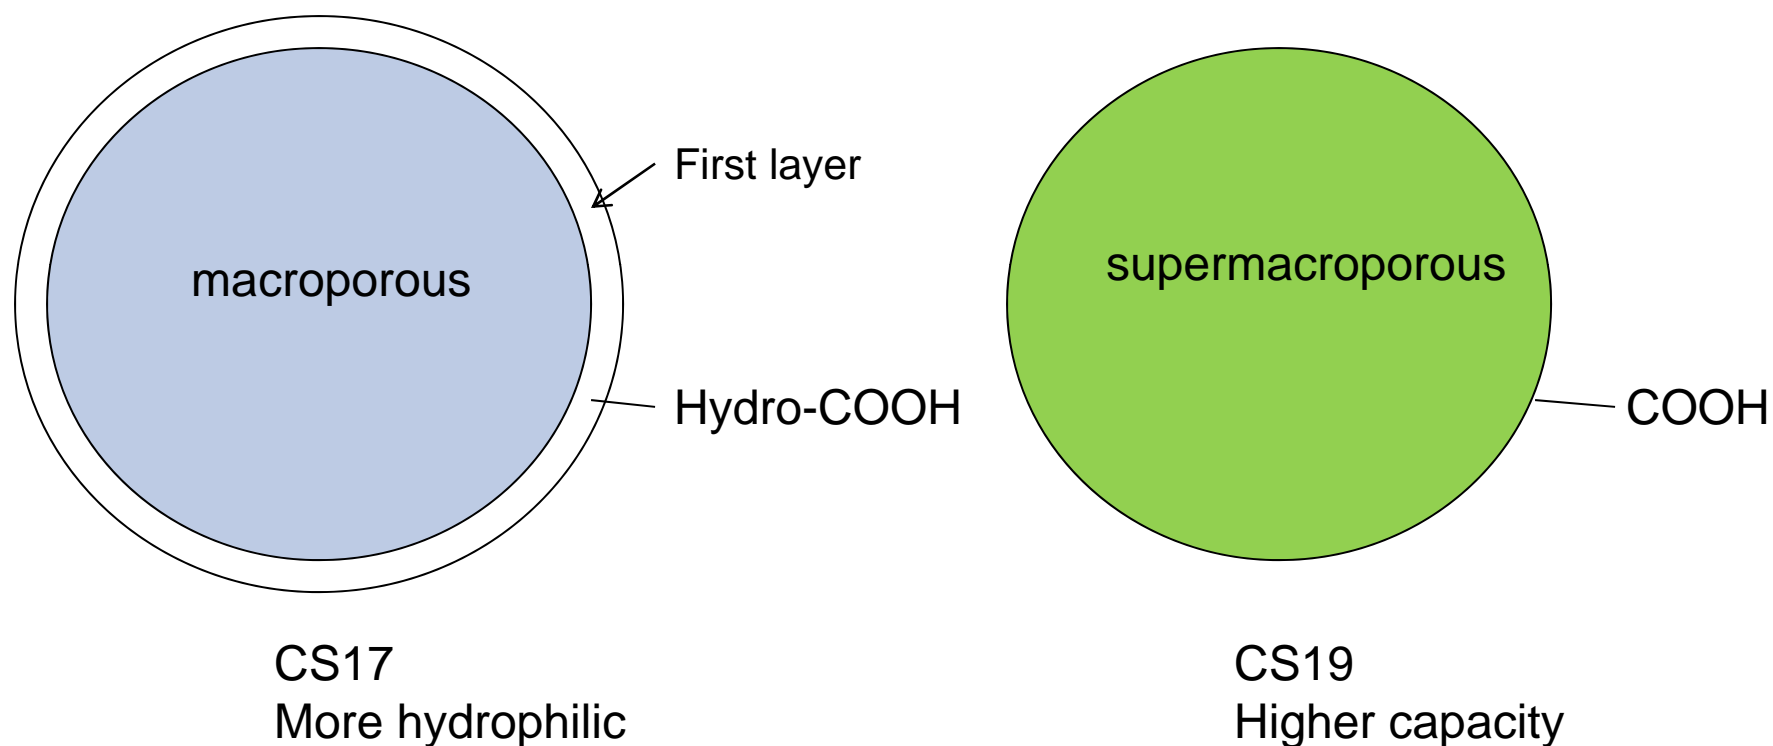 First layer
macroporous
Hydro-COOH
CS17
More hydrophilic
supermacroporous
COOH
CS19
Higher capacity